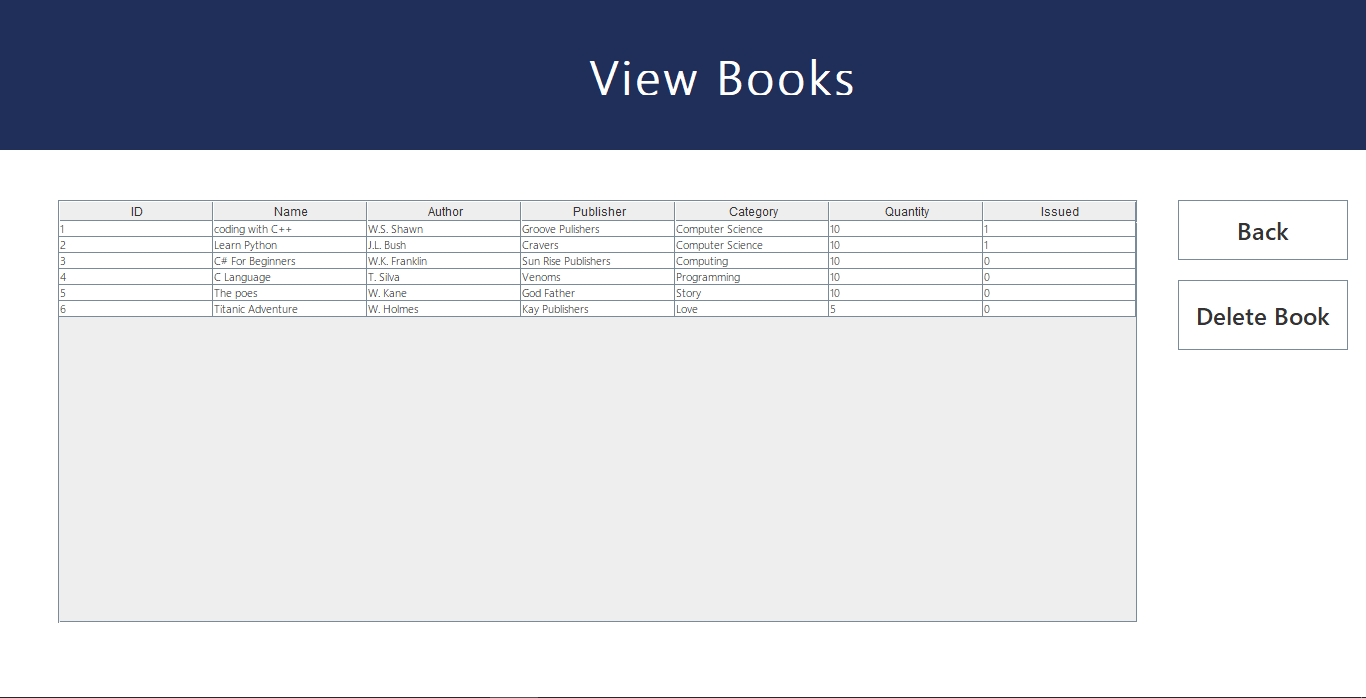 View Books
ID Name Author Publisher Category Quantity Issued
1 coding with C++ W.S. Shawn Groove Pulishers Computer Science 10 1
2 Learn Python J.L. Bush Cravers Computer Science 10 1
3 C# For Beginners W.K. Franklin Sun Rise Publishers Computing 10 0
4 C Language T. Silva Venoms Programming 10 0
5 The poes W. Kane God Father Story 10 0
6 Titanic Adventure W. Holmes Kay Publishers Love 5 0
Back
Delete Book